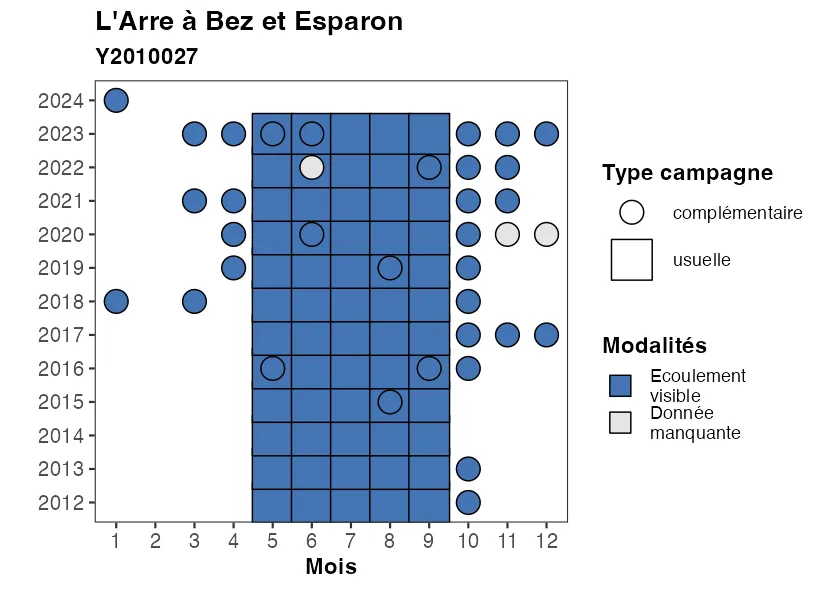 L'Arre à Bez et Esparon
Y2010027
2024
2023
2022
2021
2020
2019
2018
2017
2016
2015
2014
2013
2012
1 2 3 4 5 6 7 8 9 10 11 12
Mois
Type campagne
complémentaire
usuelle
Modalités
Ecoulement
visible
Donnée
manquante